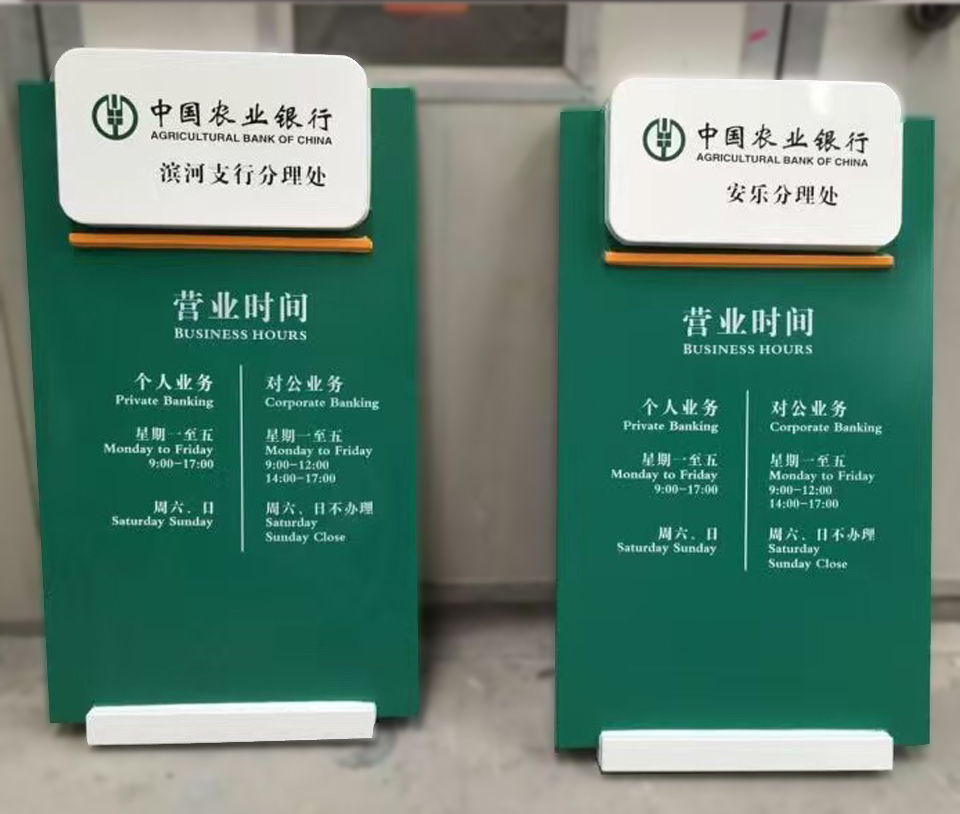 中国农业银行
AGRICULTURAL BANK OF CHINA
滨河支行分理处
营业时间
BUSINESS HOURS
个人业务
Private Banking
星期一至五
Monday to Friday
9:00-17:00
周六、日
Saturday Sunday
对公业务
Corporate Banking
星期一至五
Monday to Friday
9:00-12:00
14:00-17:00
周六、日不办理
Saturday
Sunday Close
中国农业银行
AGRICULTURAL BANK OF CHINA
安乐分理处
营业时间
BUSINESS HOURS
个人业务
Private Banking
星期一至五
Monday to Friday
9:00-17:00
周六、日
Saturday Sunday
对公业务
Corporate Banking
星期一至五
Monday to Friday
9:00-12:00
14:00-17:00
周六、日不办理
Saturday
Sunday Close